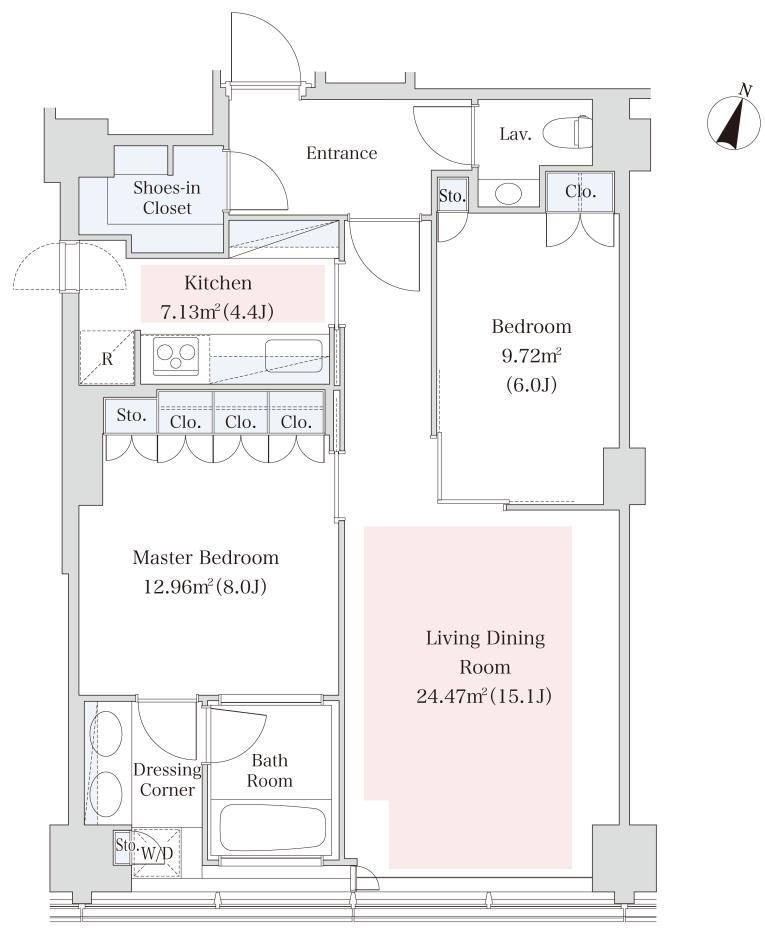 N
Lav.
Entrance
Shoes-in
Closet
Sto.
Clo.
Kitchen
7.13m²(4.4J)
Bedroom
9.72m²
(6.0J)
R
Sto.
Clo.
Clo.
Clo.
Master Bedroom
12.96m²(8.0J)
Living Dining
Room
24.47m²(15.1J)
Dressing
Corner
Bath
Room
Sto.
W/D